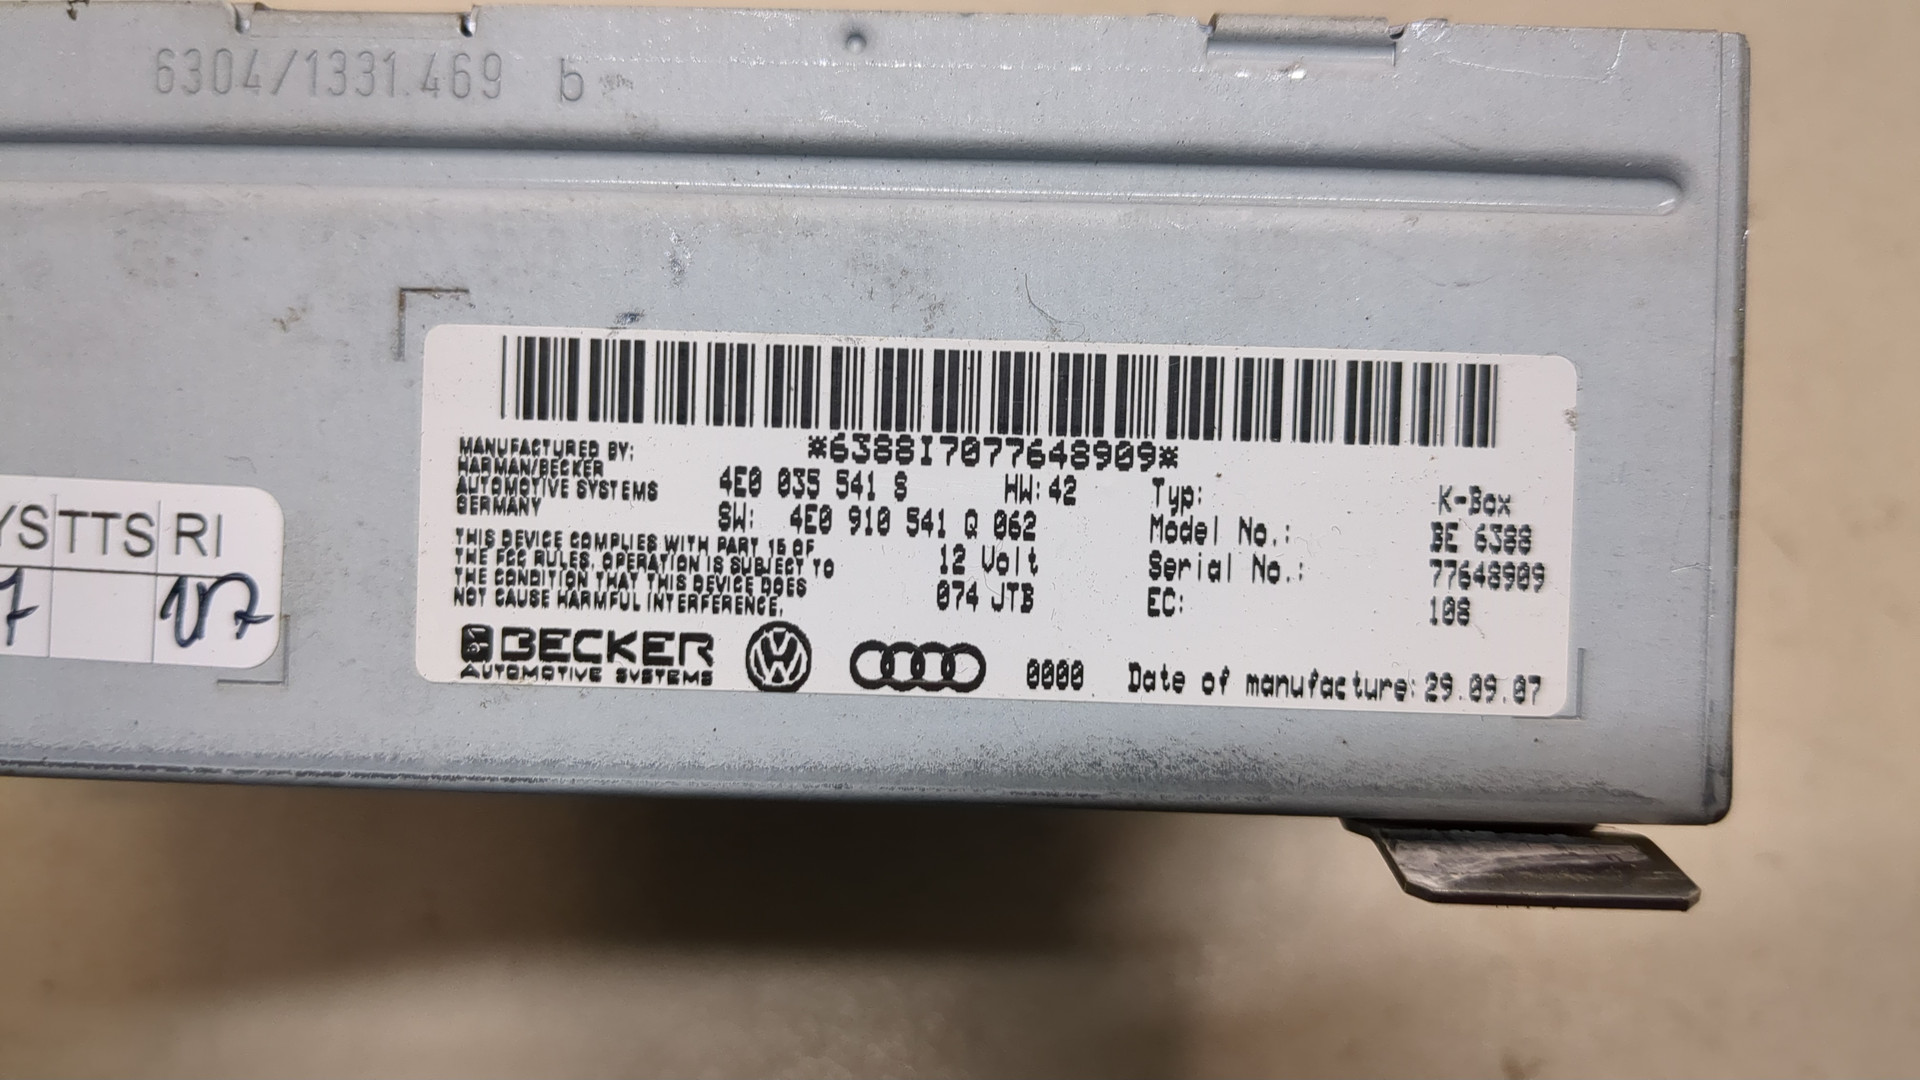 6304/1331.469 b
*6388I7077648909*
MANUFACTURED BY:
HARMAN/BECKER
AUTOMOTIVE SYSTEMS
GERMANY
4E0 035 541 S HW: 42
SW: 4E0 910 541 Q 062
12 Volt
074 JTB
THIS DEVICE COMPLIES WITH PART 15 OF
THE FCC RULES. OPERATION IS SUBJECT TO
THE CONDITION THAT THIS DEVICE DOES
NOT CAUSE HARMFUL INTERFERENCE.
Typ: K-Box
Model No.: BE 6388
Serial No.: 77648909
EC: 108
BECKER
AUTOMOTIVE SYSTEMS
0000 Date of manufacture: 29.09.07
YS TTS RI
7